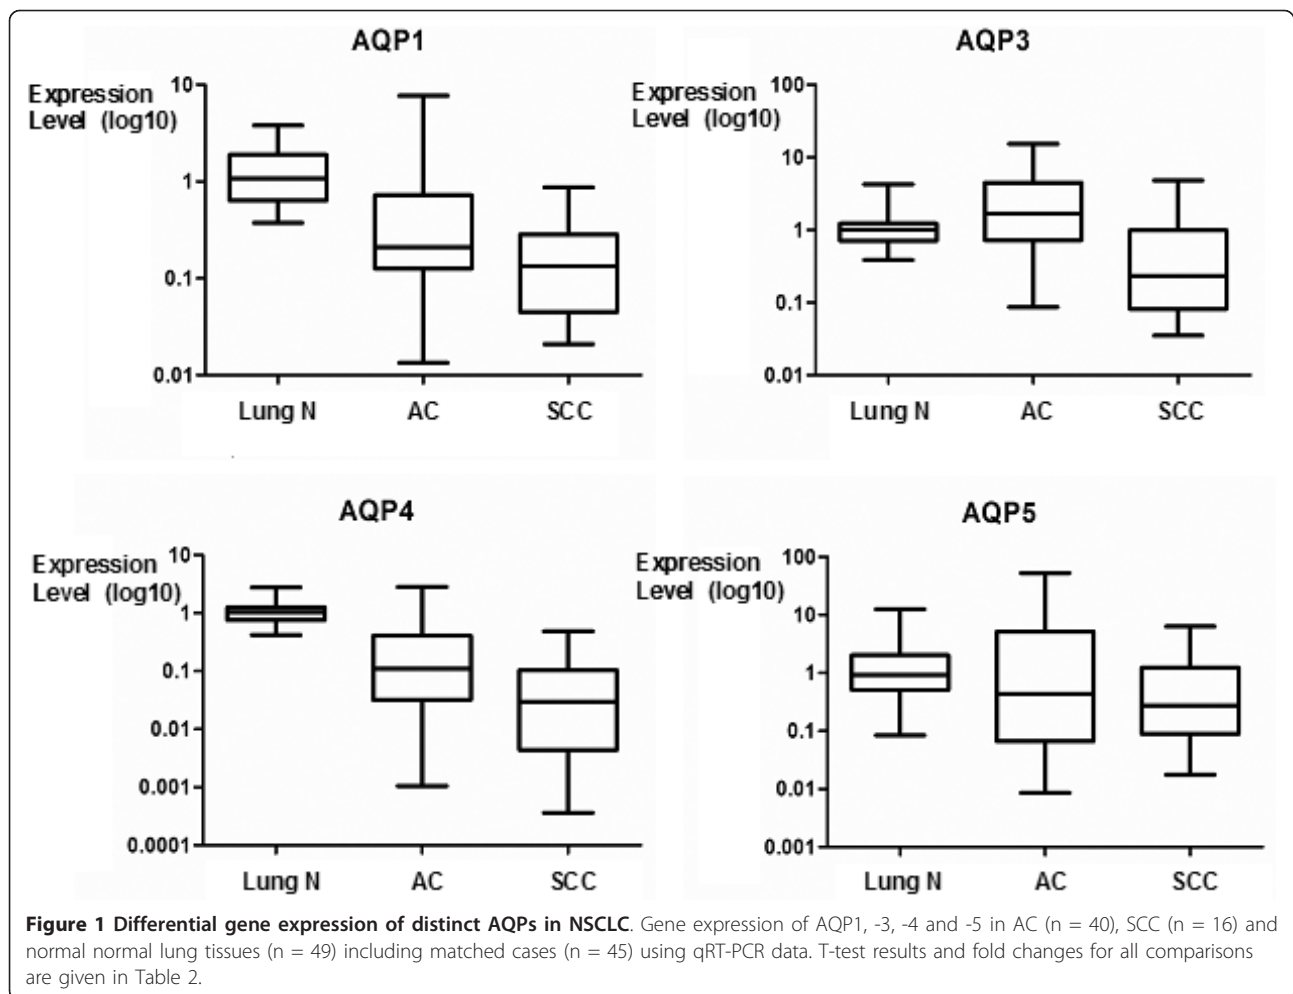 AQP1
Expression
Level (log10)
10
1
0.1
0.01
Lung N
AC
SCC
AQP3
Expression
Level (log10)
100
10
1
0.1
0.01
Lung N
AC
SCC
AQP4
Expression
Level (log10)
10
1
0.1
0.01
0.001
0.0001
Lung N
AC
SCC
AQP5
Expression
Level (log10)
100
10
1
0.1
0.01
0.001
Lung N
AC
SCC
Figure 1 Differential gene expression of distinct AQPs in NSCLC. Gene expression of AQP1, -3, -4 and -5 in AC (n = 40), SCC (n = 16) and
normal normal lung tissues (n = 49) including matched cases (n = 45) using qRT-PCR data. T-test results and fold changes for all comparisons
are given in Table 2.